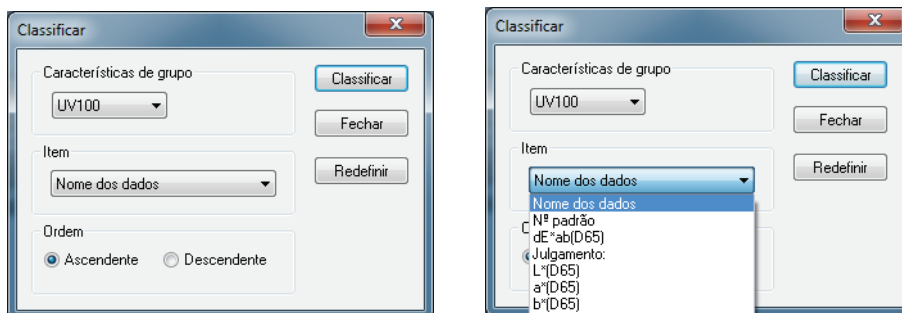 Classificar
Características de grupo
UV100
Classificar
Fechar
Item
Nome dos dados
Redefinir
Ordem
Ascendente
Descendente
Classificar
Características de grupo
UV100
Classificar
Fechar
Item
Nome dos dados
Redefinir
Nome dos dados
Nº padrão
dE*ab(D65)
Julgamento:
L*(D65)
a*(D65)
b*(D65)